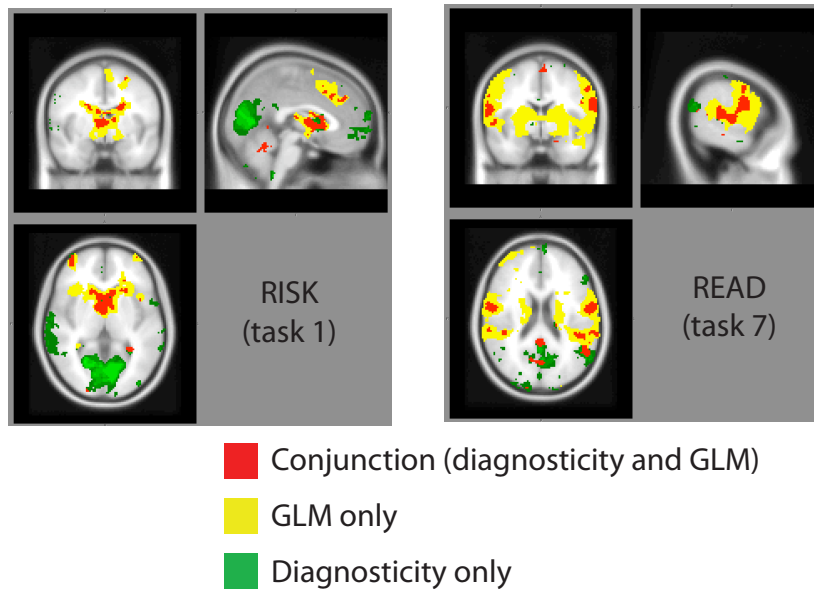 RISK
(task 1)
READ
(task 7)
Conjunction (diagnosticity and GLM)
GLM only
Diagnosticity only